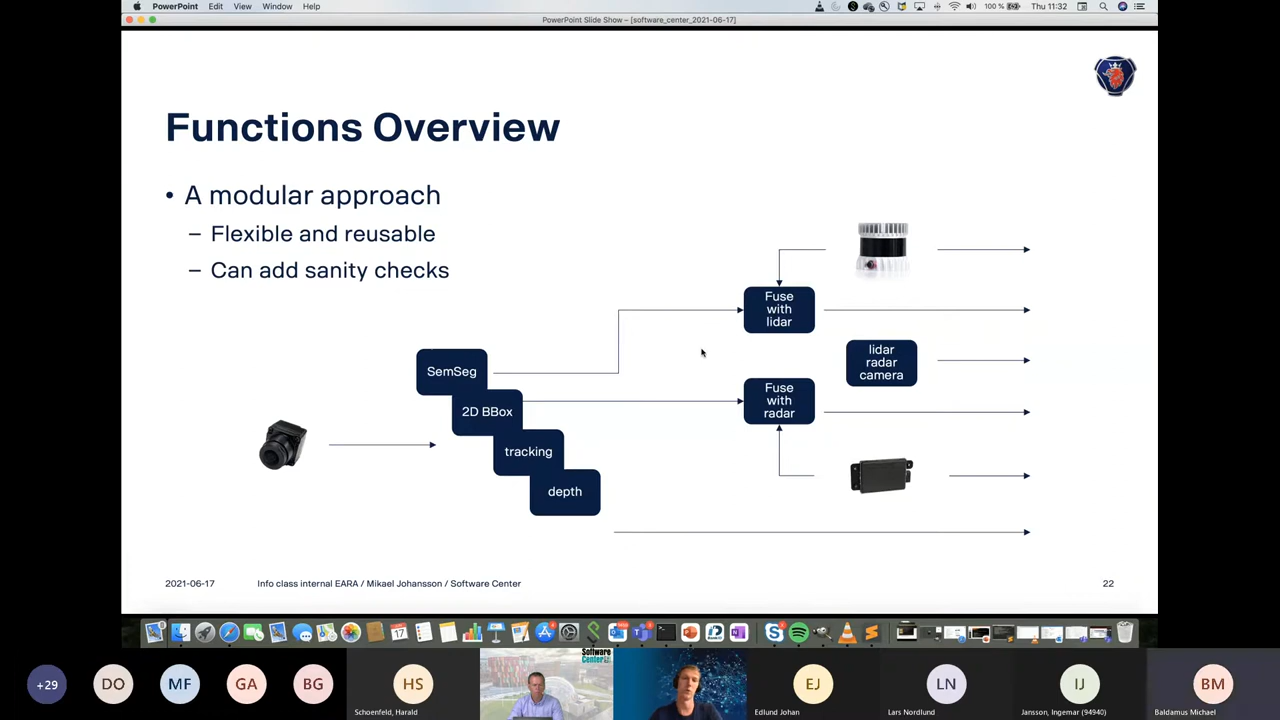 PowerPoint Edit View Window Help
100 % Thu 11:32
PowerPoint Slide Show – [software_center_2021-06-17]
Functions Overview
• A modular approach
– Flexible and reusable
– Can add sanity checks
Fuse
with
lidar
lidar
radar
camera
SemSeg
Fuse
with
radar
2D BBox
tracking
depth
2021-06-17 Info class internal EARA / Mikael Johansson / Software Center 22
17
Software
Center
+29 DO MF GA BG HS EJ LN IJ BM
Schoenfeld, Harald Edlund Johan Lars Nordlund Jansson, Ingemar (94940) Baldamus Michael